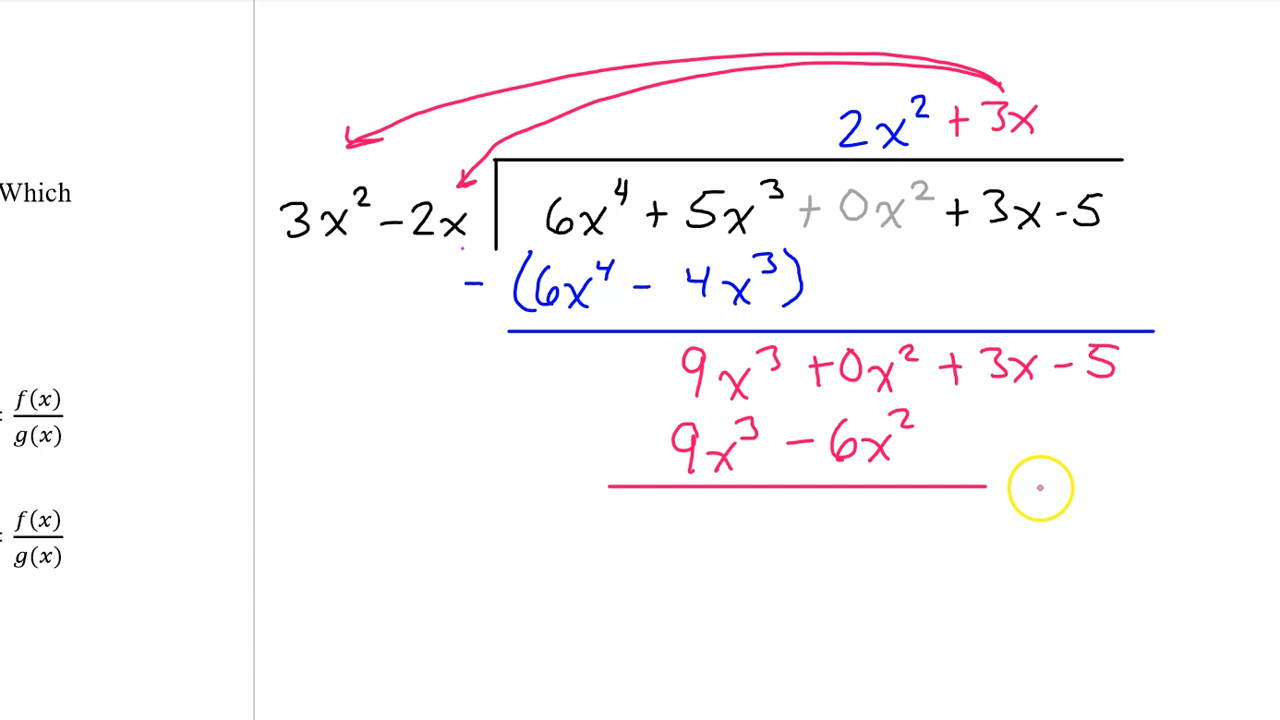 2x² + 3x
Which
3x² - 2x 6x⁴ + 5x³ + 0x² + 3x - 5
- (6x⁴ - 4x³)
9x³ + 0x² + 3x - 5
= f(x)/g(x)
9x³ - 6x²
= f(x)/g(x)